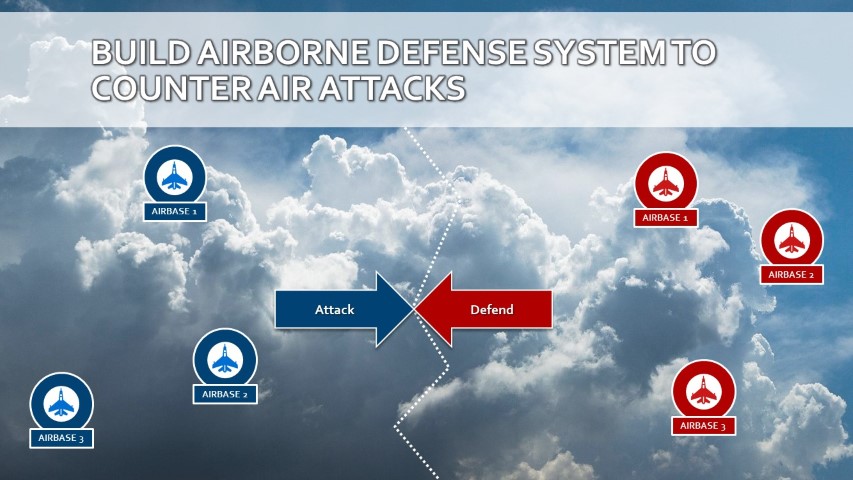 BUILD AIRBORNE DEFENSE SYSTEM TO
COUNTER AIR ATTACKS
AIRBASE 1
AIRBASE 1
AIRBASE 2
Attack
Defend
AIRBASE 2
AIRBASE 3
AIRBASE 3